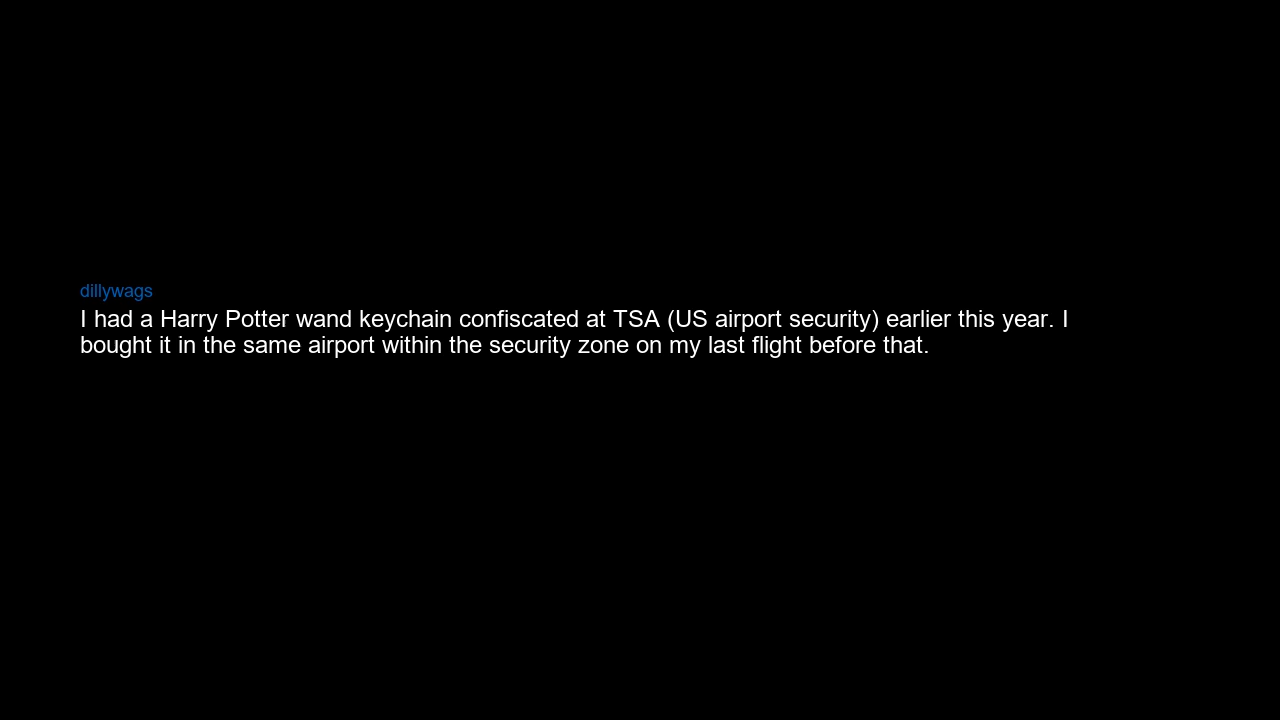 dillywags
I had a Harry Potter wand keychain confiscated at TSA (US airport security) earlier this year. I
bought it in the same airport within the security zone on my last flight before that.